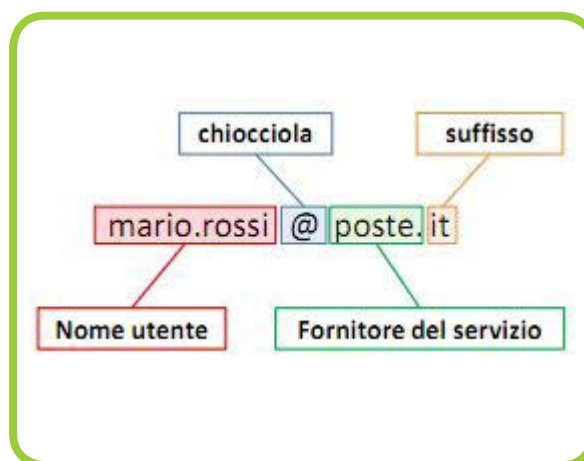 chiocciola suffisso
mario.rossi @ poste.it
Nome utente Fornitore del servizio